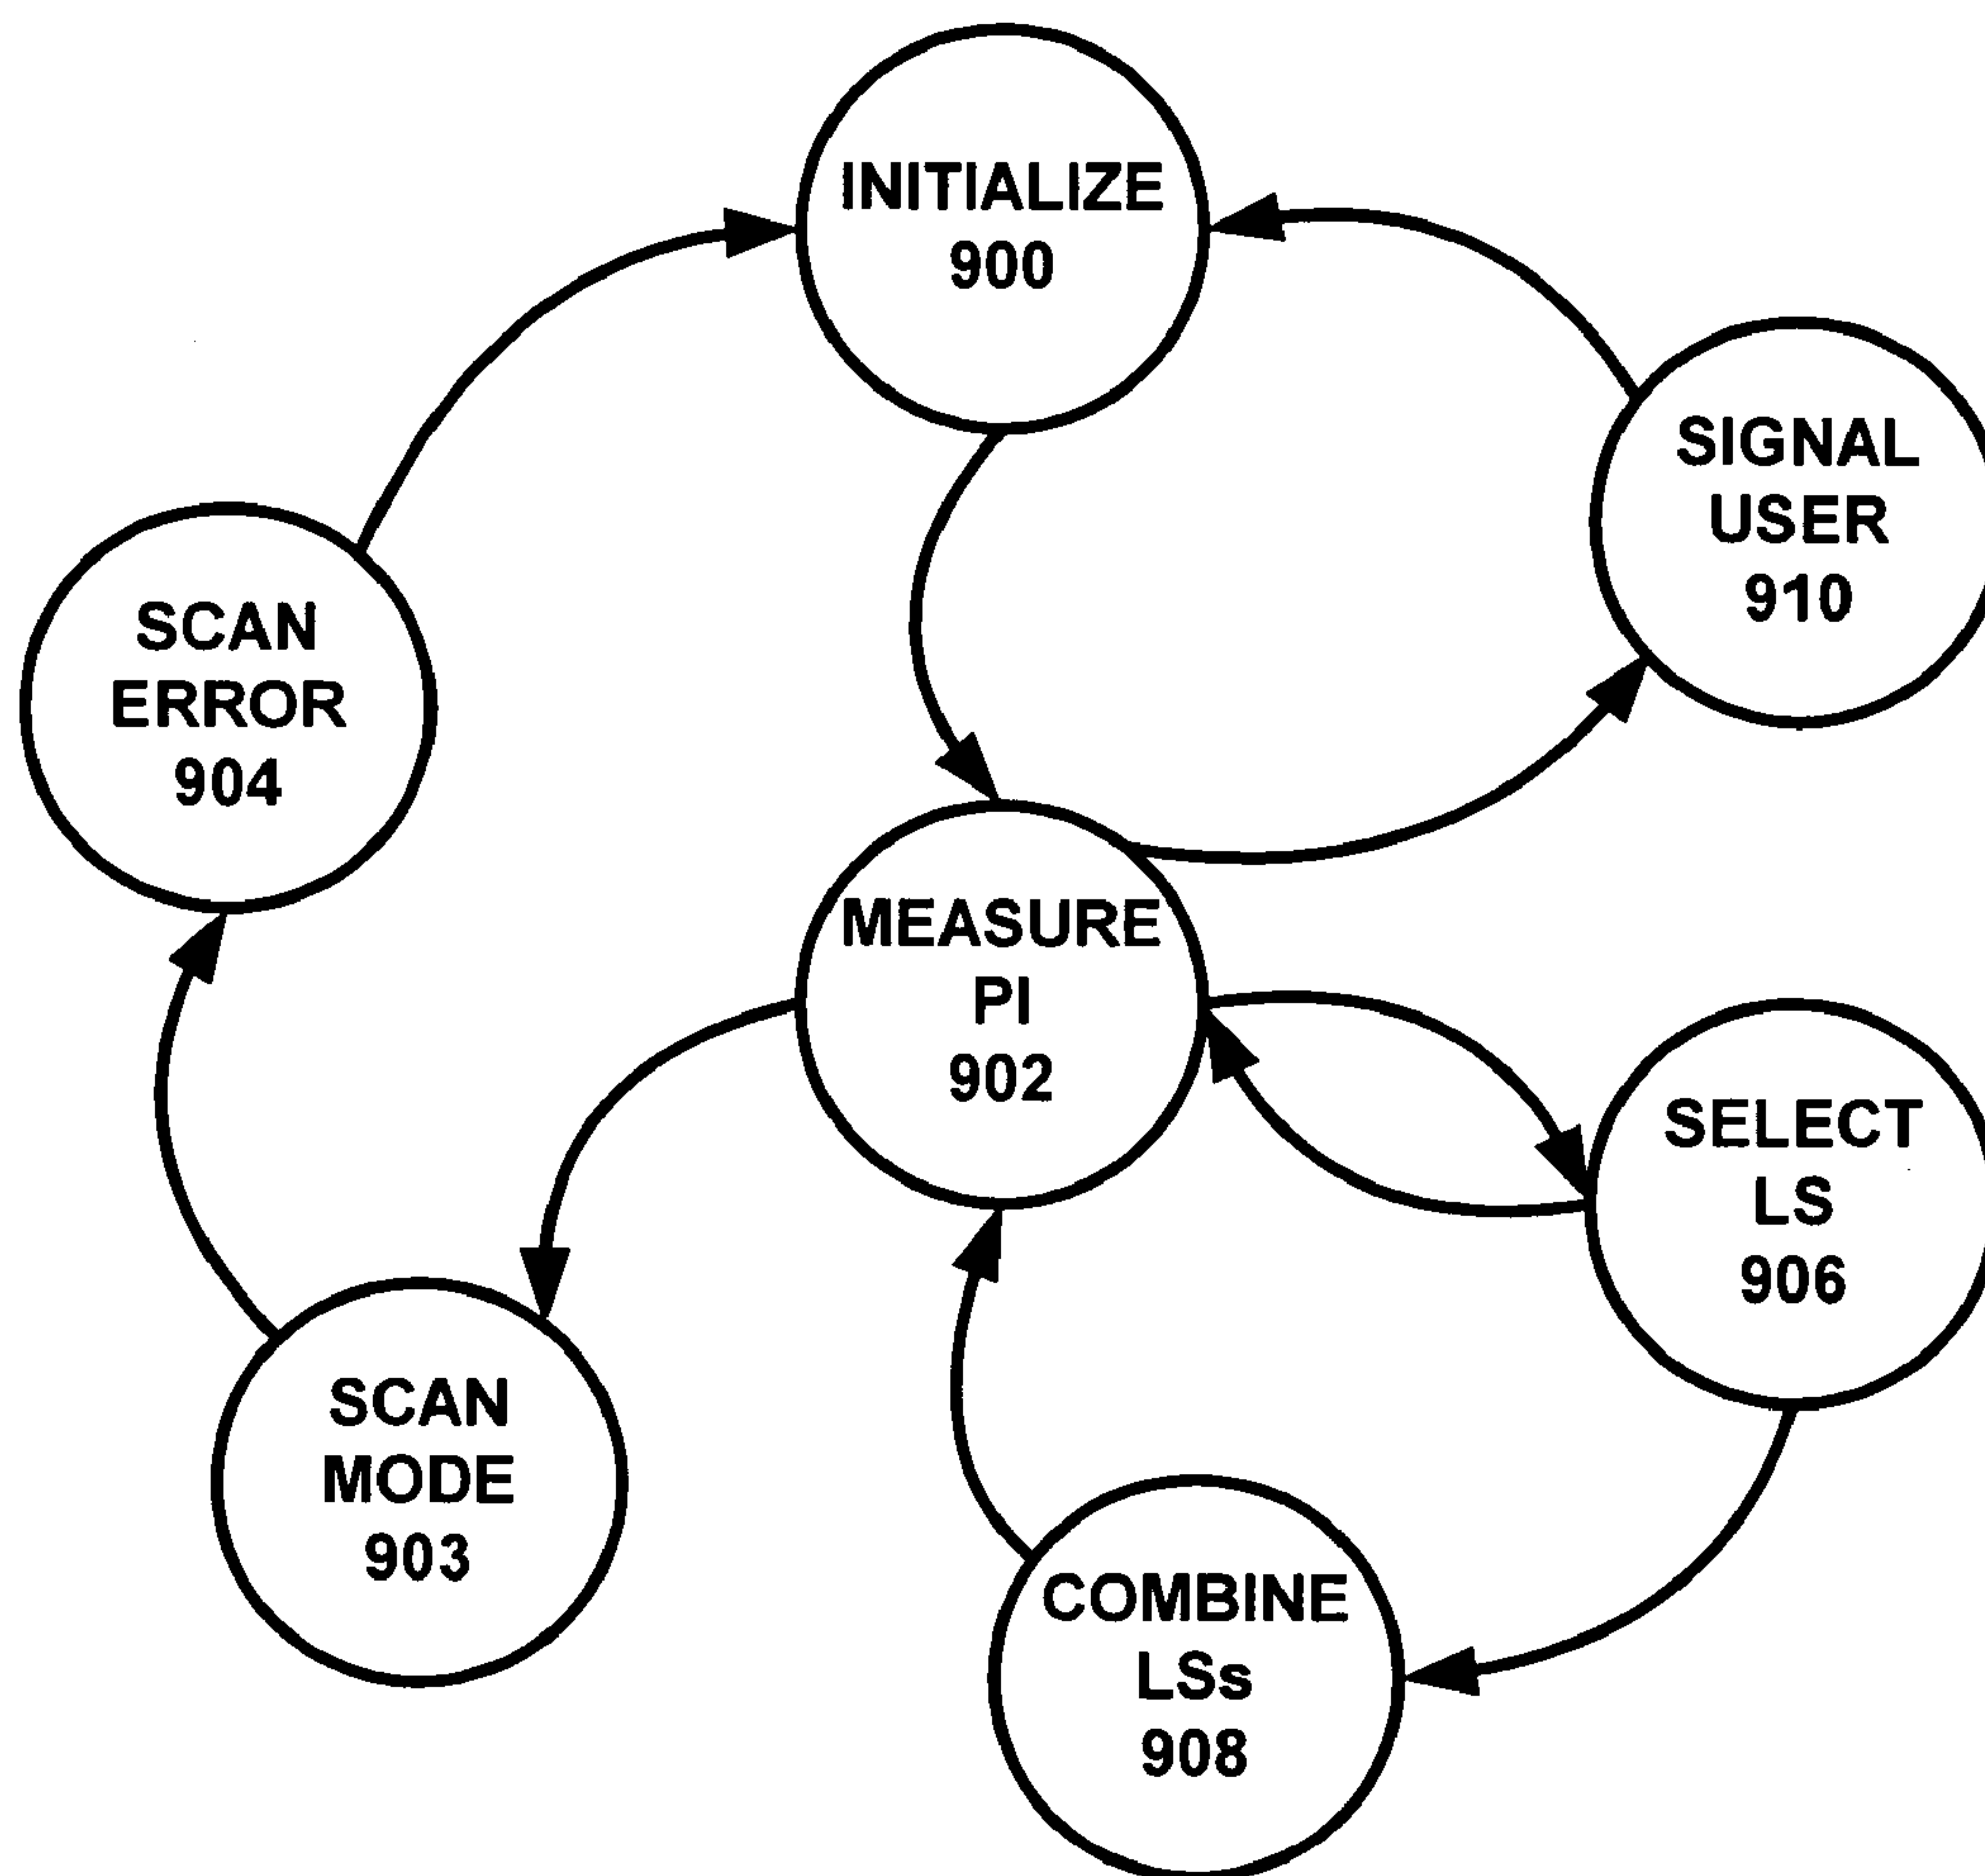 INITIALIZE
900
SIGNAL
USER
910
SCAN
ERROR
904
MEASURE
PI
902
SELECT
LS
906
SCAN
MODE
903
COMBINE
LSs
908